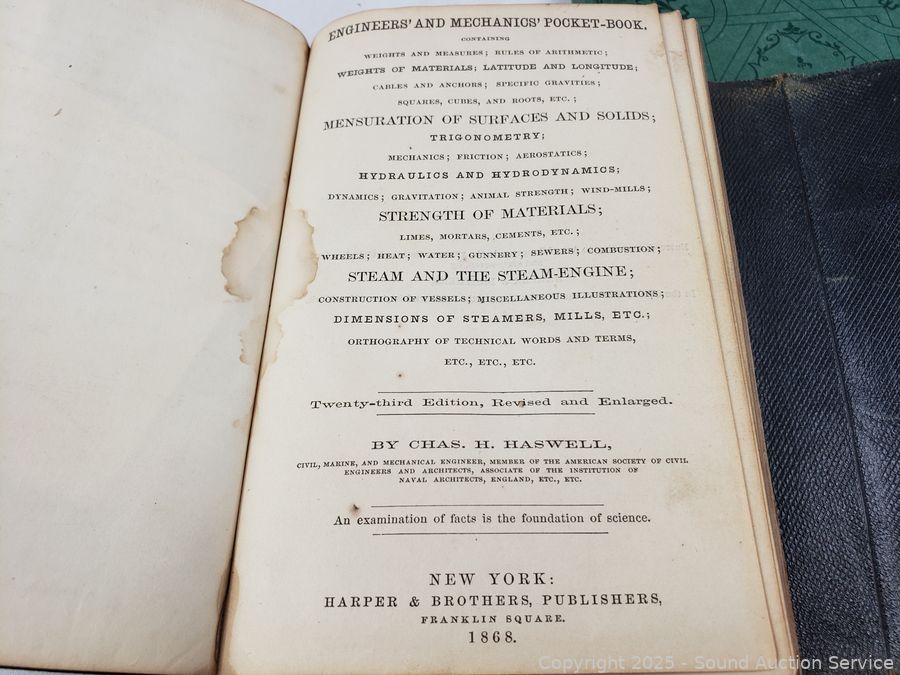 ENGINEERS' AND MECHANICS' POCKET-BOOK.
CONTAINING
WEIGHTS AND MEASURES; RULES OF ARITHMETIC;
WEIGHTS OF MATERIALS; LATITUDE AND LONGITUDE;
CABLES AND ANCHORS; SPECIFIC GRAVITIES;
SQUARES, CUBES, AND ROOTS, ETC.;
MENSURATION OF SURFACES AND SOLIDS;
TRIGONOMETRY;
MECHANICS; FRICTION; AEROSTATICS;
HYDRAULICS AND HYDRODYNAMICS;
DYNAMICS; GRAVITATION; ANIMAL STRENGTH; WIND-MILLS;
STRENGTH OF MATERIALS;
LIMES, MORTARS, CEMENTS, ETC.;
WHEELS; HEAT; WATER; GUNNERY; SEWERS; COMBUSTION;
STEAM AND THE STEAM-ENGINE;
CONSTRUCTION OF VESSELS; MISCELLANEOUS ILLUSTRATIONS;
DIMENSIONS OF STEAMERS, MILLS, ETC.;
ORTHOGRAPHY OF TECHNICAL WORDS AND TERMS,
ETC., ETC., ETC.
Twenty-third Edition, Revised and Enlarged.
BY CHAS. H. HASWELL,
CIVIL, MARINE, AND MECHANICAL ENGINEER, MEMBER OF THE AMERICAN SOCIETY OF CIVIL
ENGINEERS AND ARCHITECTS, ASSOCIATE OF THE INSTITUTION OF
NAVAL ARCHITECTS, ENGLAND, ETC., ETC.
An examination of facts is the foundation of science.
NEW YORK:
HARPER & BROTHERS, PUBLISHERS,
FRANKLIN SQUARE.
1868.
Copyright 2025 - Sound Auction Service